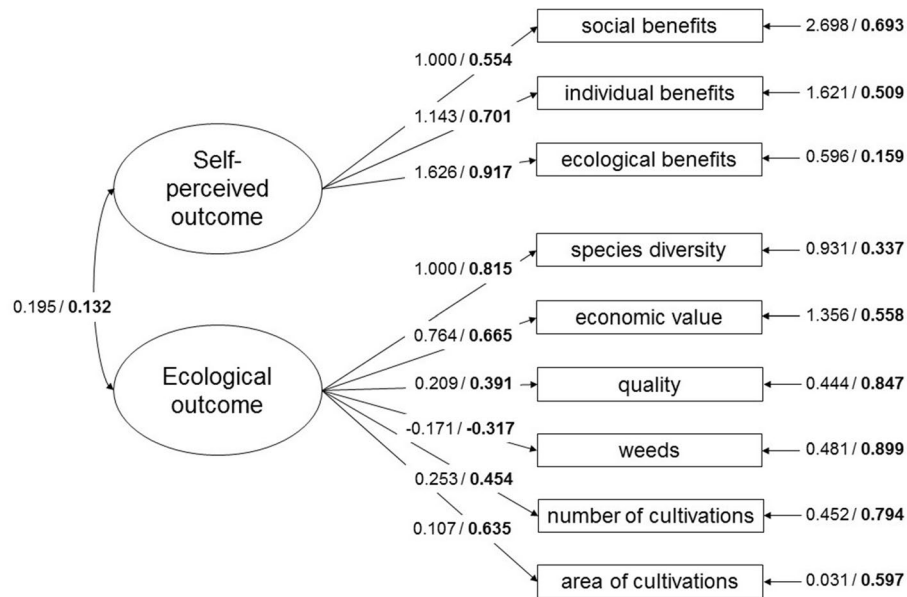 social benefits
2.698 / 0.693
1.000 / 0.554
individual benefits
1.621 / 0.509
1.143 / 0.701
Self-
perceived
outcome
ecological benefits
0.596 / 0.159
1.626 / 0.917
species diversity
0.931 / 0.337
1.000 / 0.815
0.195 / 0.132
economic value
1.356 / 0.558
0.764 / 0.665
Ecological
outcome
quality
0.444 / 0.847
0.209 / 0.391
-0.171 / -0.317
weeds
0.481 / 0.899
0.253 / 0.454
number of cultivations
0.452 / 0.794
0.107 / 0.635
area of cultivations
0.031 / 0.597